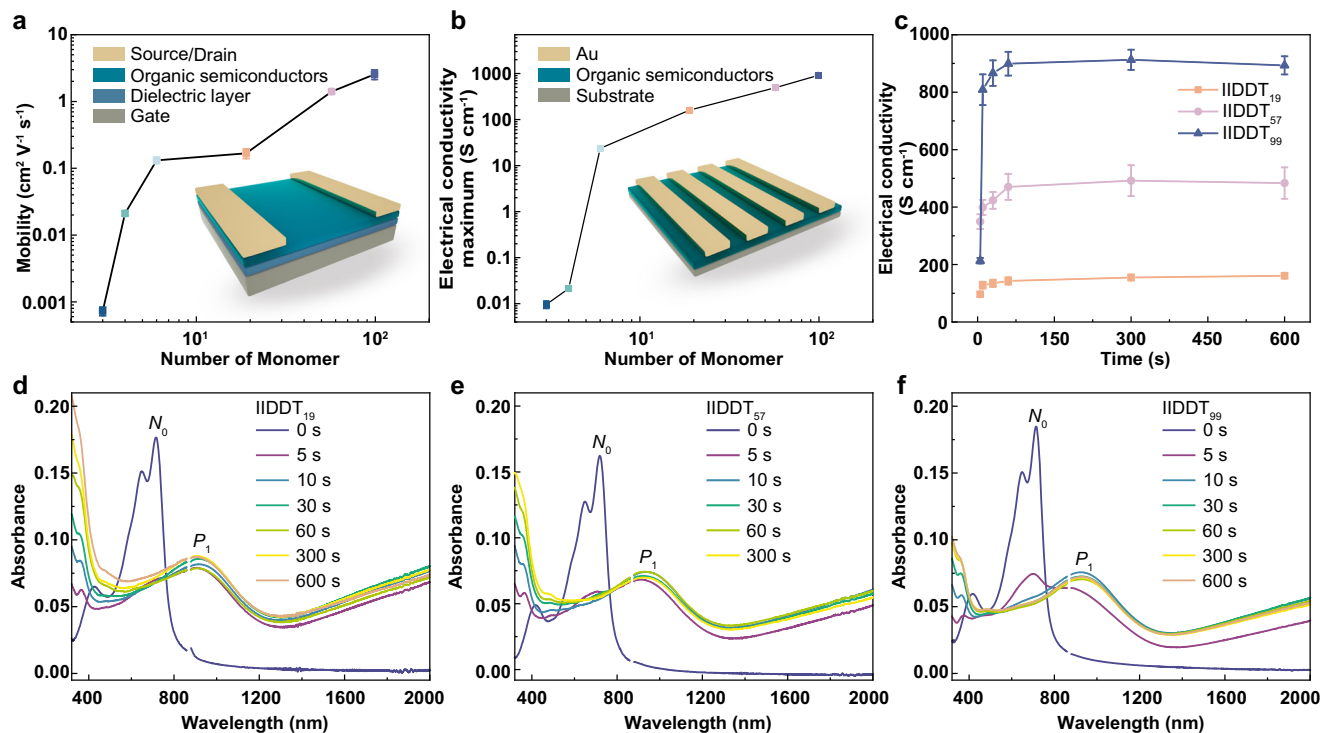 a
Mobility (cm² V⁻¹ s⁻¹)
10
1
0.1
0.01
0.001
Source/Drain
Organic semiconductors
Dielectric layer
Gate
10¹
10²
Number of Monomer
b
Electrical conductivity
maximum (S cm⁻¹)
1000
100
10
1
0.1
0.01
Au
Organic semiconductors
Substrate
10¹
10²
Number of Monomer
c
Electrical conductivity
(S cm⁻¹)
1000
800
600
400
200
0
IIDDT₁₉
IIDDT₅₇
IIDDT₉₉
0 150 300 450 600
Time (s)
d
Absorbance
0.20
0.15
0.10
0.05
0.00
N₀
P₁
IIDDT₁₉
0 s
5 s
10 s
30 s
60 s
300 s
600 s
400 800 1200 1600 2000
Wavelength (nm)
e
Absorbance
0.20
0.15
0.10
0.05
0.00
N₀
P₁
IIDDT₅₇
0 s
5 s
10 s
30 s
60 s
300 s
400 800 1200 1600 2000
Wavelength (nm)
f
Absorbance
0.20
0.15
0.10
0.05
0.00
N₀
P₁
IIDDT₉₉
0 s
5 s
10 s
30 s
60 s
300 s
600 s
400 800 1200 1600 2000
Wavelength (nm)